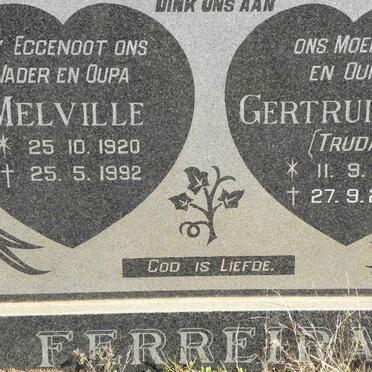 DINK ONS AAN
EGGENOOT ONS
VADER EN OUPA
MELVILLE
* 25.10.1920
† 25.5.1992
ONS MOE
EN OU
GERTRUI
(TRUDA
* 11.9.
† 27.9.2
GOD IS LIEFDE.
FERREIRA